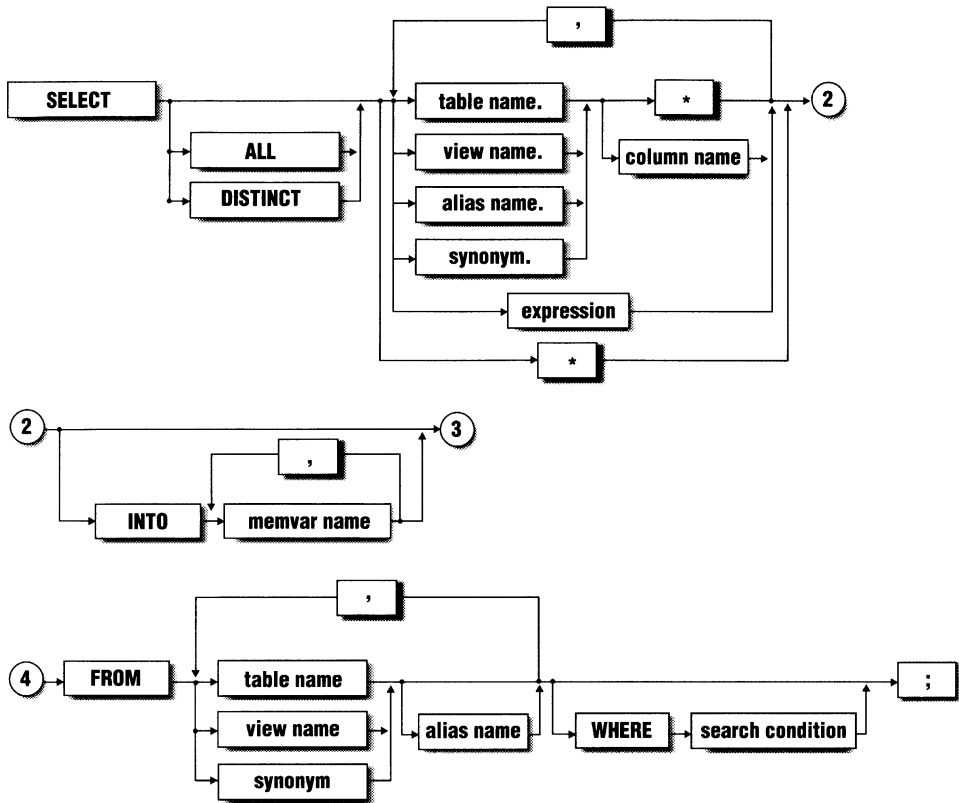 ,
SELECT
table name.
*
2
ALL
view name.
column name
DISTINCT
alias name.
synonym.
expression
*
2
3
,
INTO
memvar name
,
4
FROM
table name
;
view name
alias name
WHERE
search condition
synonym